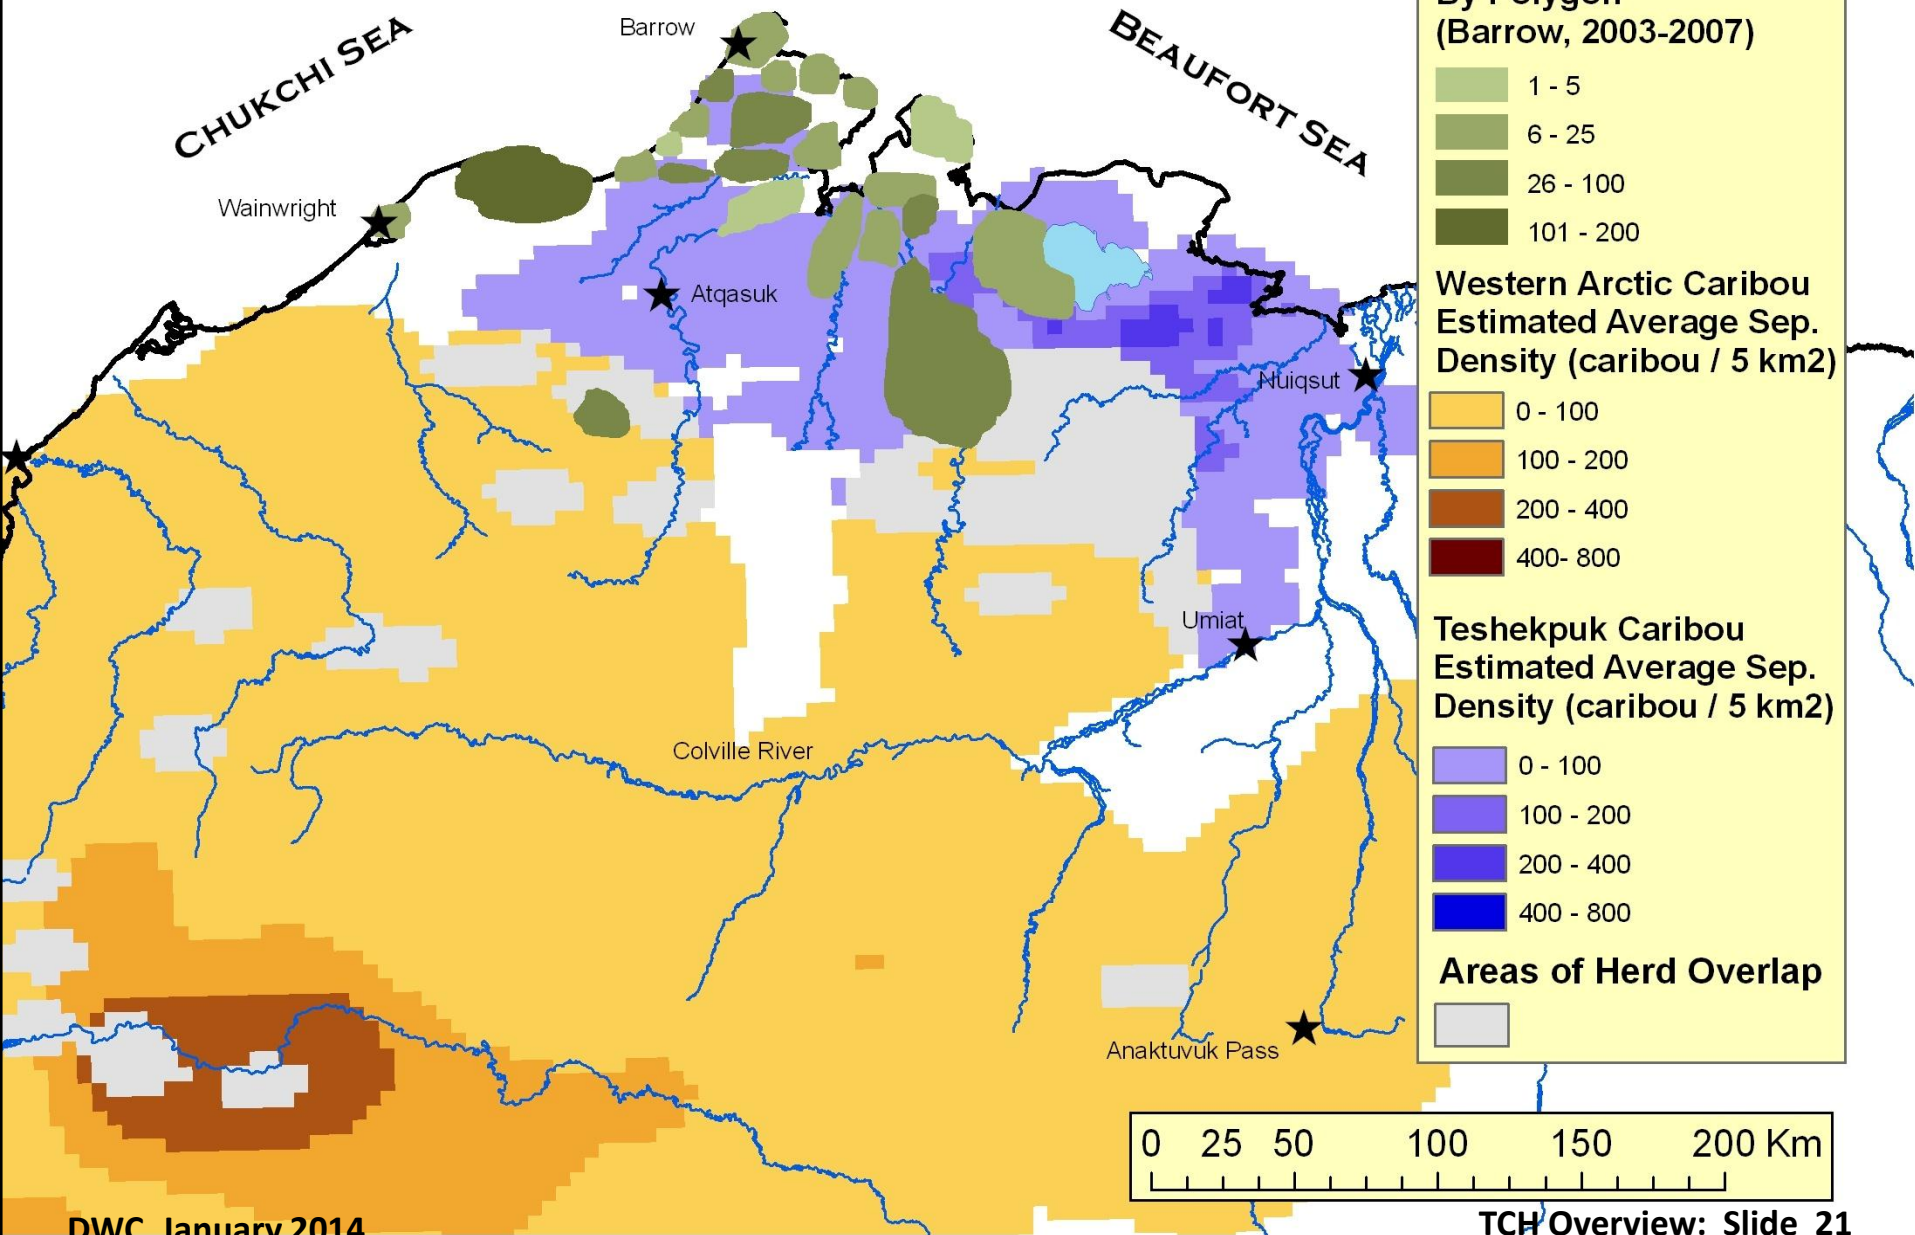 CHUKCHI SEA
Barrow
BEAUFORT SEA
Wainwright
Atqasuk
Nuiqsut
Umiat
Colville River
Anaktuvuk Pass
By Polygon
(Barrow, 2003-2007)
1 - 5
6 - 25
26 - 100
101 - 200
Western Arctic Caribou
Estimated Average Sep.
Density (caribou / 5 km2)
0 - 100
100 - 200
200 - 400
400- 800
Teshekpuk Caribou
Estimated Average Sep.
Density (caribou / 5 km2)
0 - 100
100 - 200
200 - 400
400 - 800
Areas of Herd Overlap
0 25 50 100 150 200 Km
DWC January 2014
TCH Overview: Slide 21